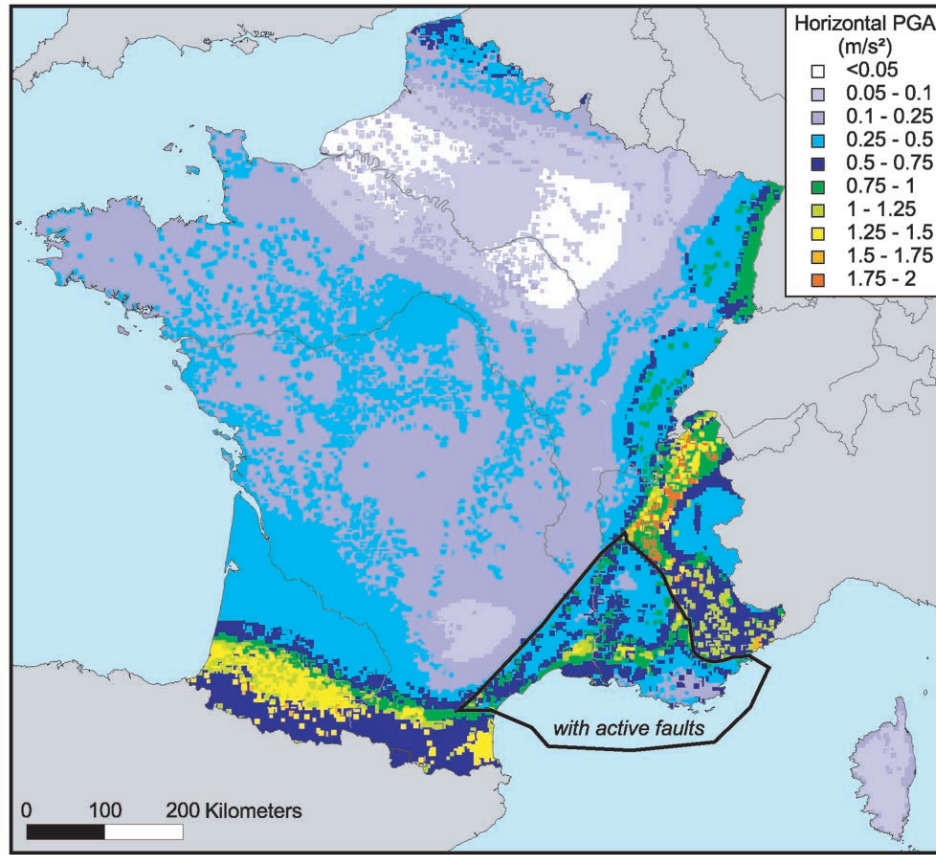 Horizontal PGA
(m/s²)
<0.05
0.05 - 0.1
0.1 - 0.25
0.25 - 0.5
0.5 - 0.75
0.75 - 1
1 - 1.25
1.25 - 1.5
1.5 - 1.75
1.75 - 2
with active faults
0 100 200 Kilometers